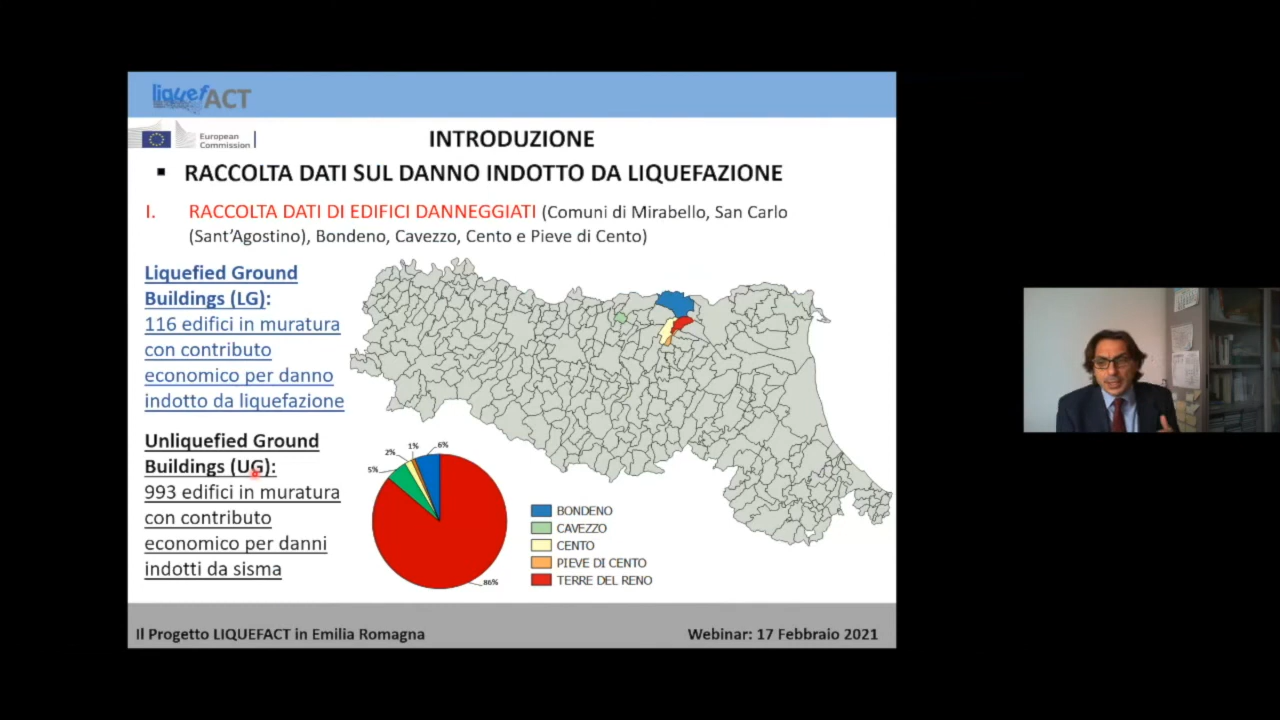 liquefACT
European
Commission
INTRODUZIONE
▪ RACCOLTA DATI SUL DANNO INDOTTO DA LIQUEFAZIONE
I. RACCOLTA DATI DI EDIFICI DANNEGGIATI (Comuni di Mirabello, San Carlo
(Sant'Agostino), Bondeno, Cavezzo, Cento e Pieve di Cento)
Liquefied Ground
Buildings (LG):
116 edifici in muratura
con contributo
economico per danno
indotto da liquefazione
Unliquefied Ground
Buildings (UG):
993 edifici in muratura
con contributo
economico per danni
indotti da sisma
5%
2%
1%
6%
86%
BONDENO
CAVEZZO
CENTO
PIEVE DI CENTO
TERRE DEL RENO
Il Progetto LIQUEFACT in Emilia Romagna
Webinar: 17 Febbraio 2021